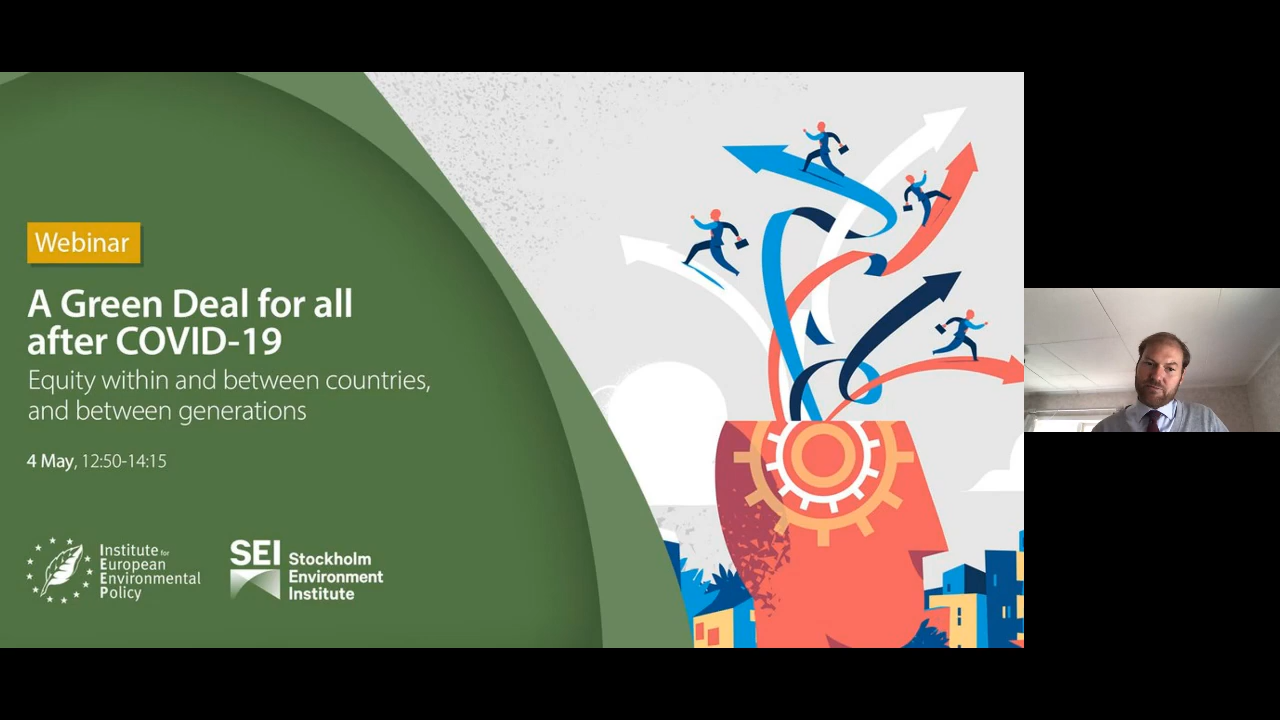 Webinar
A Green Deal for all
after COVID-19
Equity within and between countries,
and between generations
4 May, 12:50-14:15
Institute for
European
Environmental
Policy
SEI Stockholm
Environment
Institute